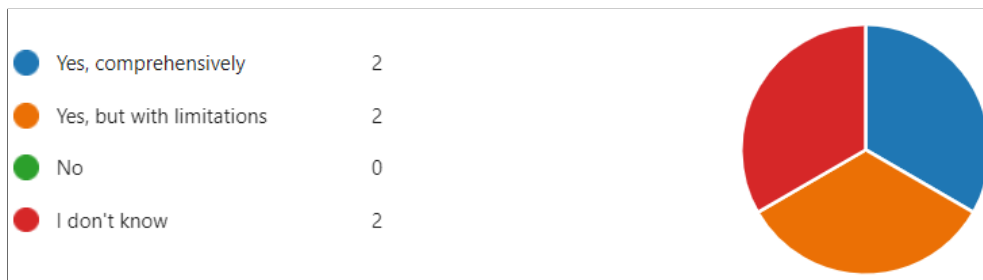 Yes, comprehensively 2
Yes, but with limitations 2
No 0
I don't know 2